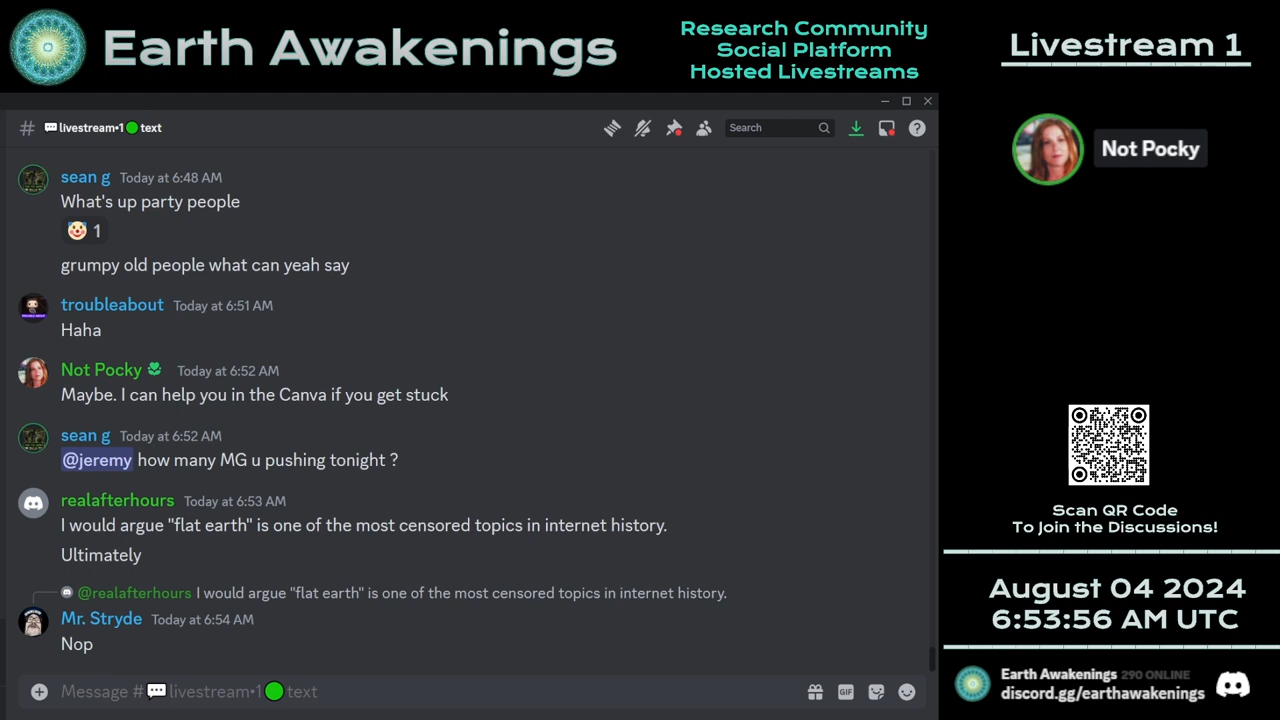 Earth Awakenings
Research Community
Social Platform
Hosted Livestreams
Livestream 1
# 💬livestream•1🟢text
Search
sean g Today at 6:48 AM
What's up party people
🤡 1
grumpy old people what can yeah say
troubleabout Today at 6:51 AM
Haha
Not Pocky Today at 6:52 AM
Maybe. I can help you in the Canva if you get stuck
sean g Today at 6:52 AM
@jeremy how many MG u pushing tonight ?
realafterhours Today at 6:53 AM
I would argue "flat earth" is one of the most censored topics in internet history.
Ultimately
@realafterhours I would argue "flat earth" is one of the most censored topics in internet history.
Mr. Stryde Today at 6:54 AM
Nop
Message #💬livestream•1🟢text
GIF
Not Pocky
Scan QR Code
To Join the Discussions!
August 04 2024
6:53:56 AM UTC
Earth Awakenings 290 ONLINE
discord.gg/earthawakenings